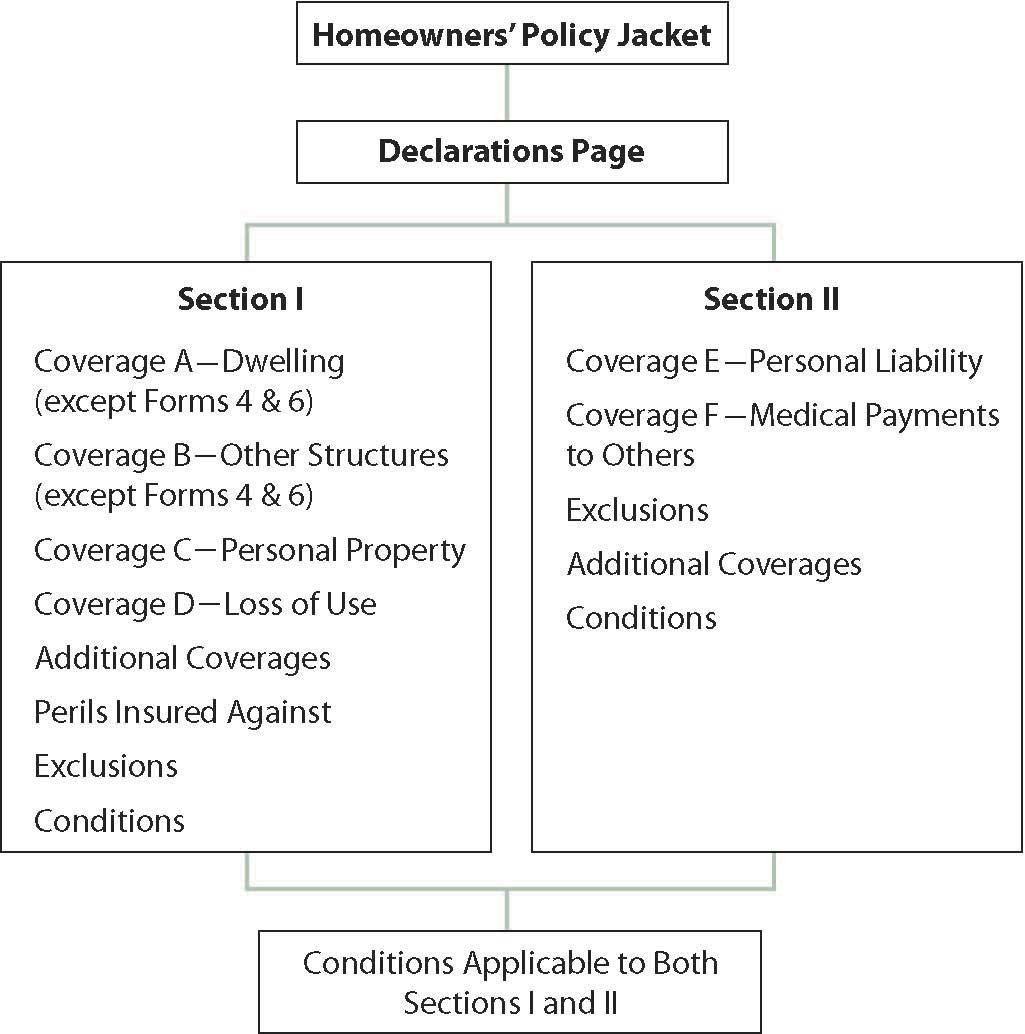 Homeowners’ Policy Jacket
Declarations Page
Section I
Coverage A—Dwelling
(except Forms 4 & 6)
Coverage B—Other Structures
(except Forms 4 & 6)
Coverage C—Personal Property
Coverage D—Loss of Use
Additional Coverages
Perils Insured Against
Exclusions
Conditions
Section II
Coverage E—Personal Liability
Coverage F—Medical Payments
to Others
Exclusions
Additional Coverages
Conditions
Conditions Applicable to Both
Sections I and II